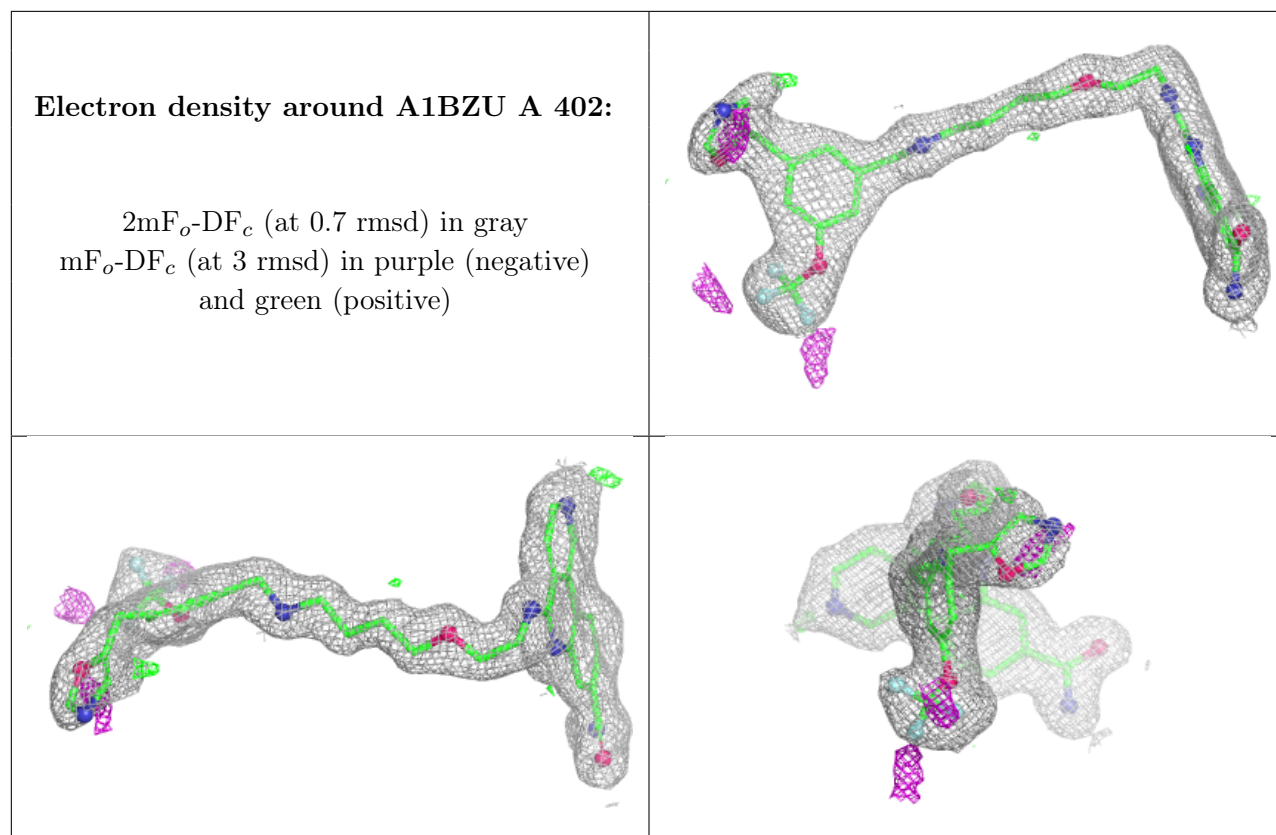 Electron density around A1BZU A 402:
2mFₒ-DF𝒸 (at 0.7 rmsd) in gray
mFₒ-DF𝒸 (at 3 rmsd) in purple (negative)
and green (positive)